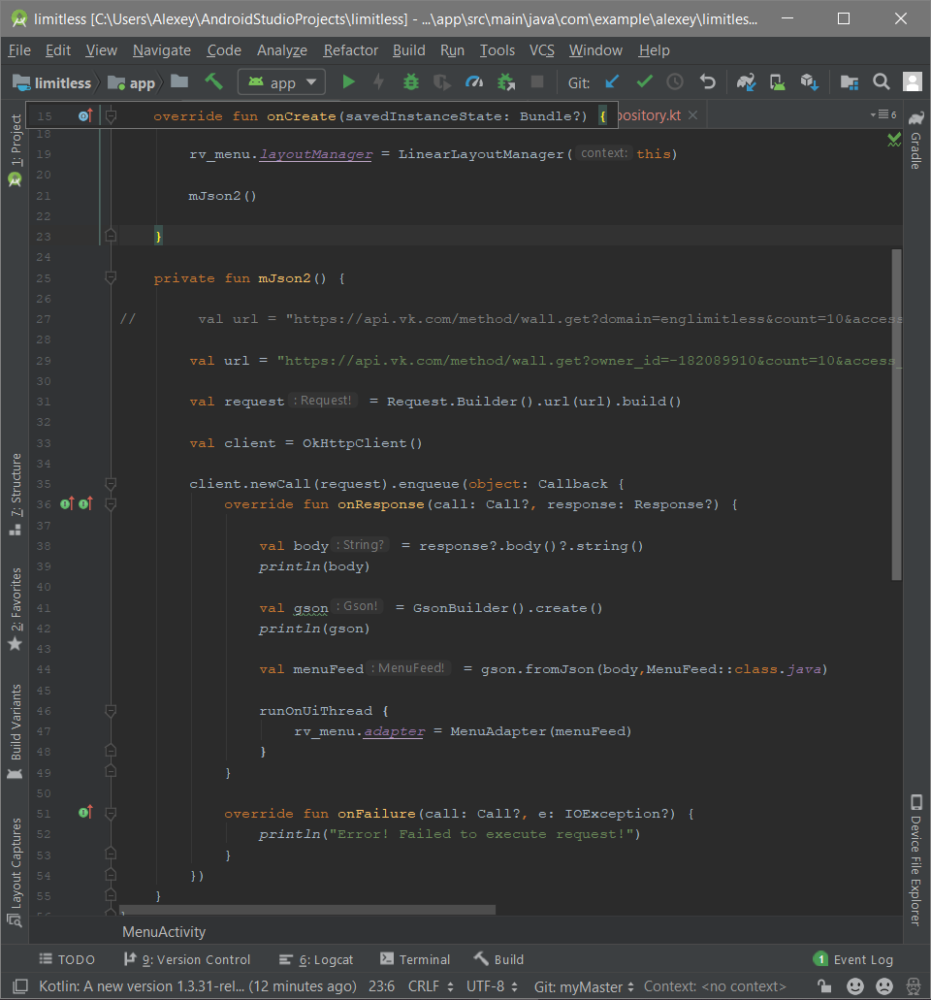 limitless [C:\Users\Alexey\AndroidStudioProjects\limitless] - ...\app\src\main\java\com\example\alexey\limitles...
File Edit View Navigate Code Analyze Refactor Build Run Tools VCS Window Help
limitless app app Git:
15 override fun onCreate(savedInstanceState: Bundle?) { pository.kt 6
18
19 rv_menu.layoutManager = LinearLayoutManager( context: this)
20
21 mJson2()
22
23 }
24
25 private fun mJson2() {
26
27 // val url = "https://api.vk.com/method/wall.get?domain=englimitless&count=10&access
28
29 val url = "https://api.vk.com/method/wall.get?owner_id=-182089910&count=10&access_
30
31 val request : Request! = Request.Builder().url(url).build()
32
33 val client = OkHttpClient()
34
35 client.newCall(request).enqueue(object: Callback {
36 override fun onResponse(call: Call?, response: Response?) {
37
38 val body : String? = response?.body()?.string()
39 println(body)
40
41 val gson : Gson! = GsonBuilder().create()
42 println(gson)
43
44 val menuFeed : MenuFeed! = gson.fromJson(body,MenuFeed::class.java)
45
46 runOnUiThread {
47 rv_menu.adapter = MenuAdapter(menuFeed)
48 }
49 }
50
51 override fun onFailure(call: Call?, e: IOException?) {
52 println("Error! Failed to execute request!")
53 }
54 })
55 }
56 }
1: Project
7: Structure
2: Favorites
Build Variants
Layout Captures
Gradle
Device File Explorer
MenuActivity
TODO 9: Version Control 6: Logcat Terminal Build 1 Event Log
Kotlin: A new version 1.3.31-rel... (12 minutes ago) 23:6 CRLF UTF-8 Git: myMaster Context: <no context>